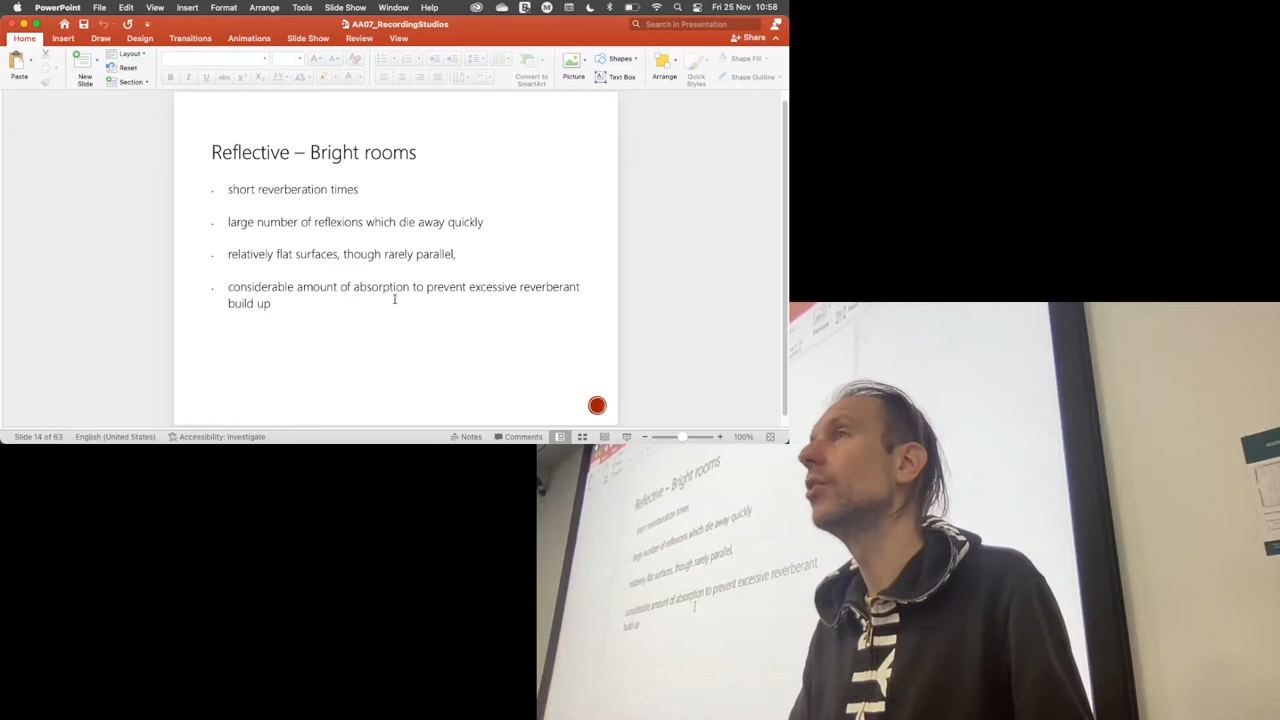 PowerPoint File Edit View Insert Format Arrange Tools Slide Show Window Help Fri 25 Nov 10:58
AA07_RecordingStudios
Search in Presentation
Home Insert Draw Design Transitions Animations Slide Show Review View Share
Paste
New Slide
Layout
Reset
Section
Convert to SmartArt
Picture
Shapes
Text Box
Arrange
Quick Styles
Shape Fill
Shape Outline
Reflective – Bright rooms
short reverberation times
large number of reflexions which die away quickly
relatively flat surfaces, though rarely parallel,
considerable amount of absorption to prevent excessive reverberant
build up
Slide 14 of 63 English (United States) Accessibility: Investigate Notes Comments 100%
Reflective – Bright rooms
short reverberation times
large number of reflexions which die away quickly
relatively flat surfaces, though rarely parallel,
considerable amount of absorption to prevent excessive reverberant
build up